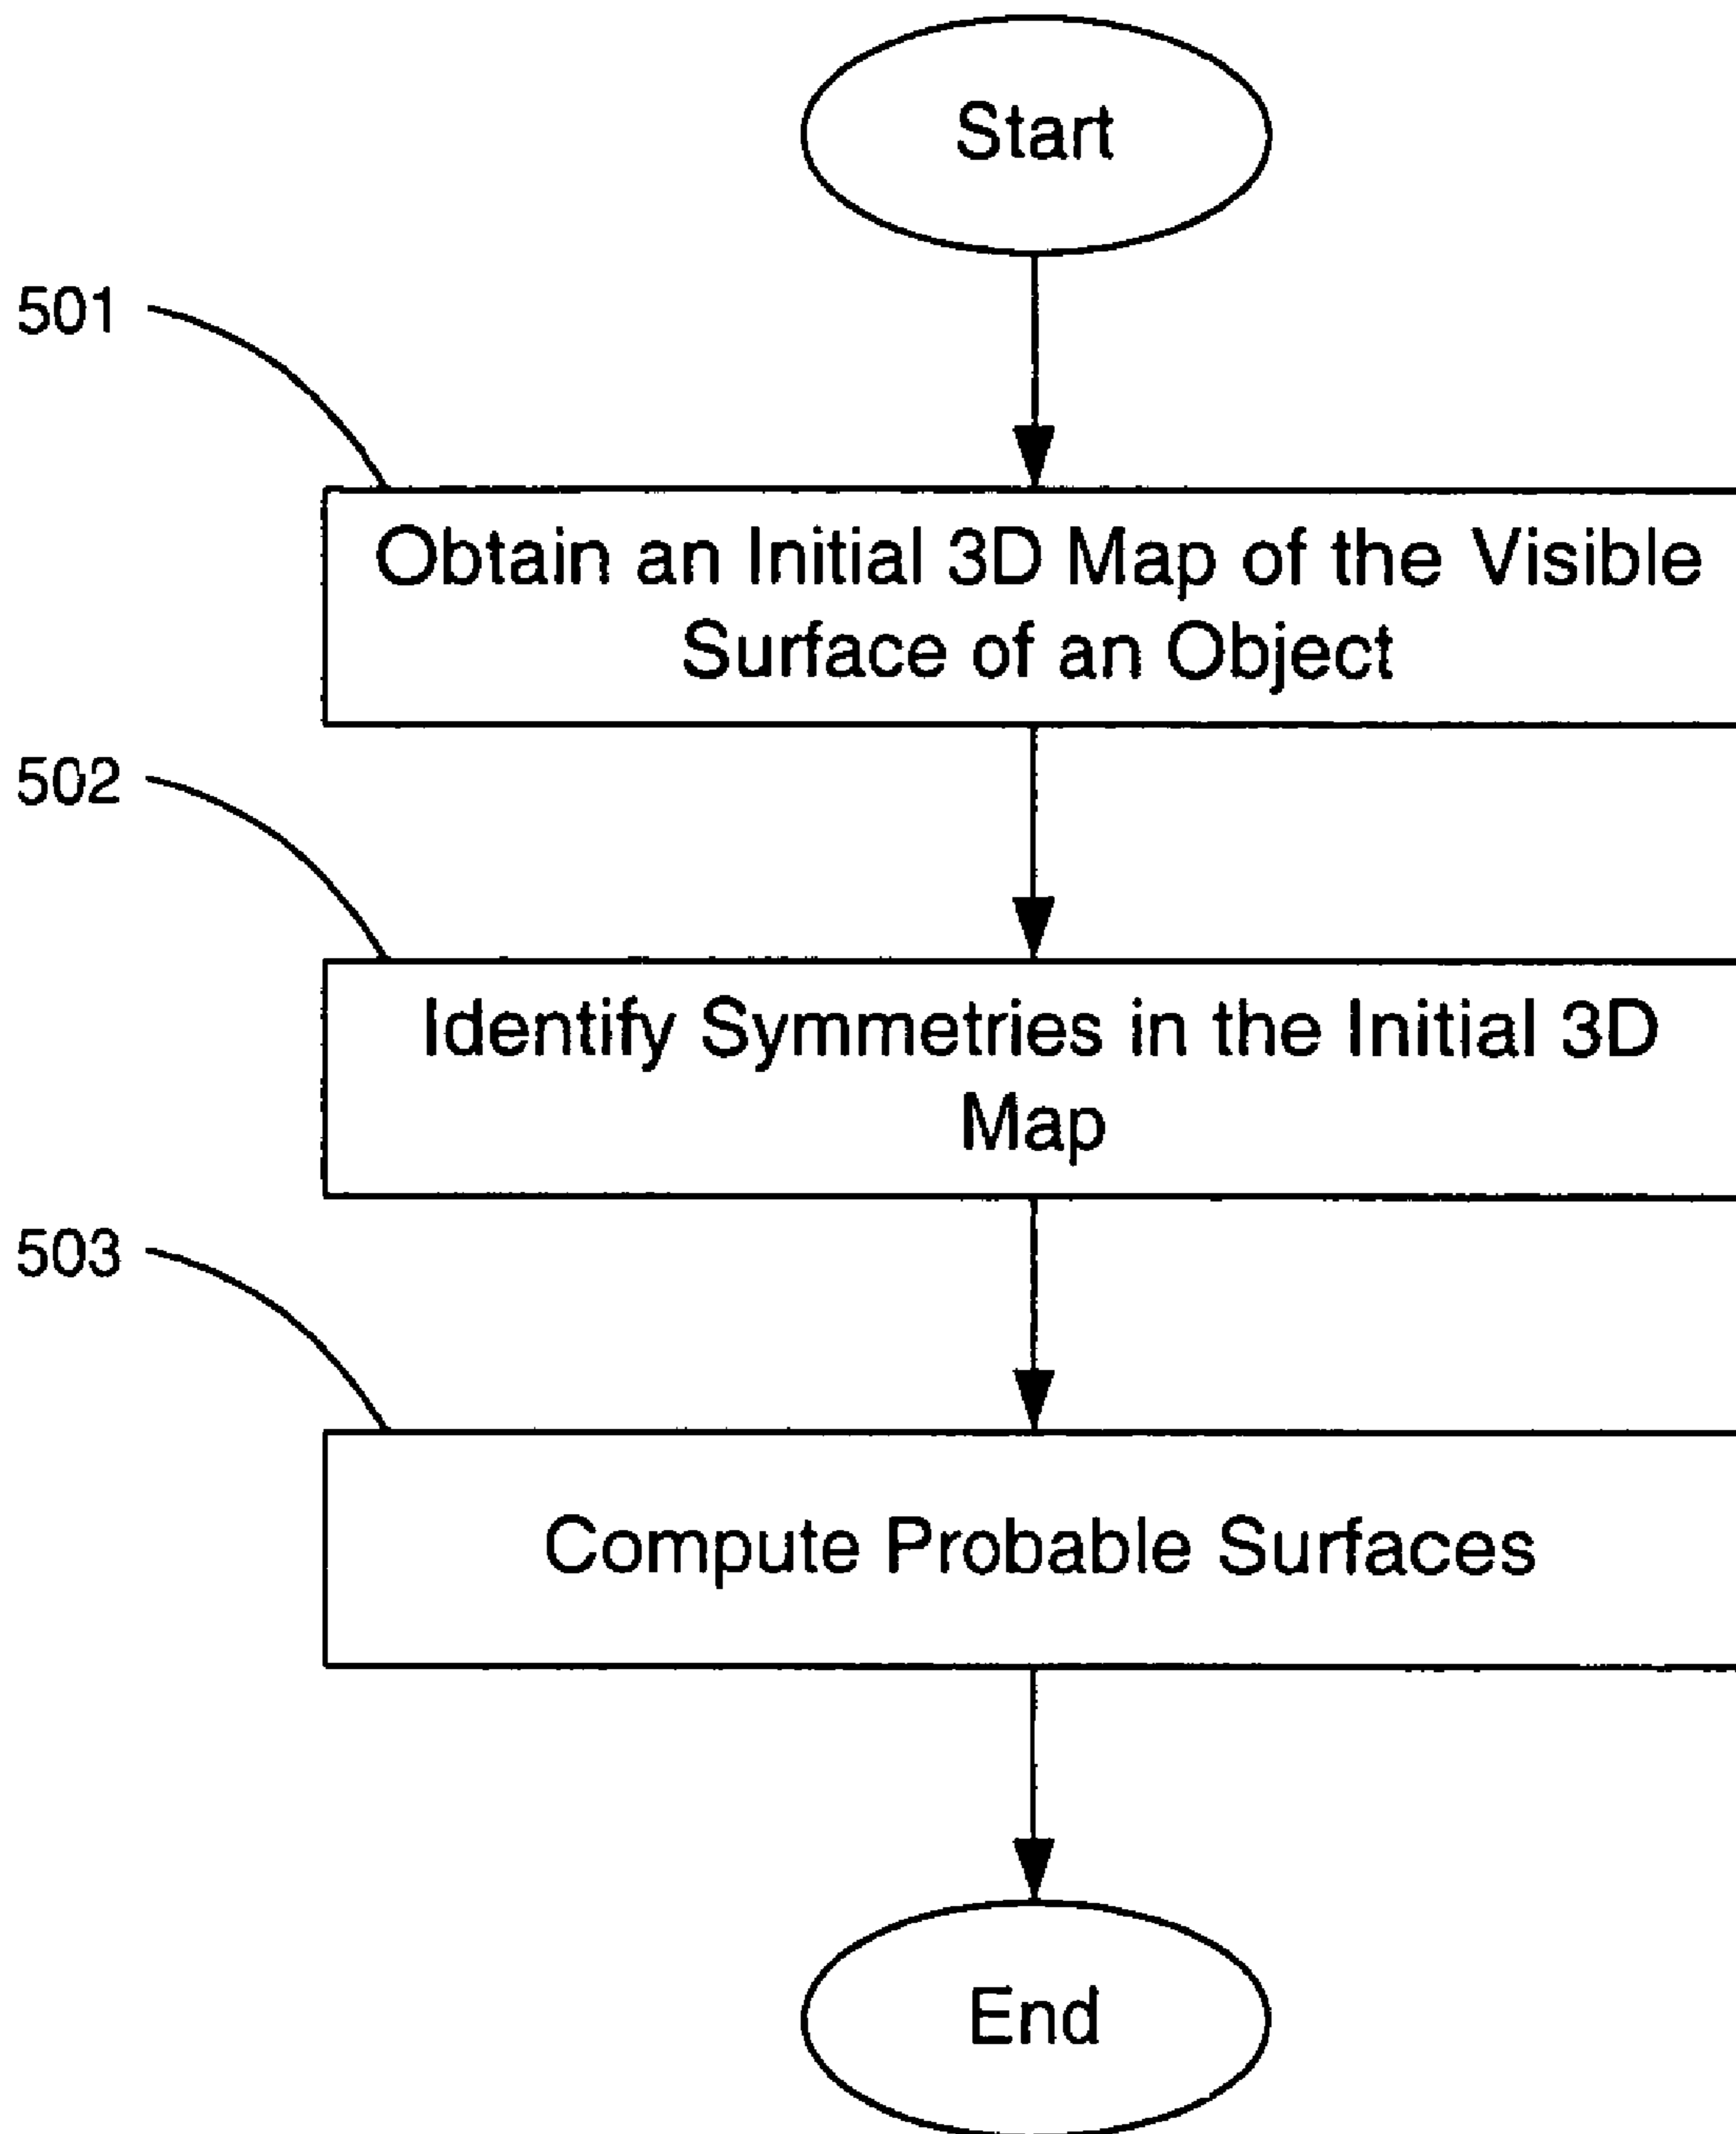 Start
501
Obtain an Initial 3D Map of the Visible
Surface of an Object
502
Identify Symmetries in the Initial 3D
Map
503
Compute Probable Surfaces
End